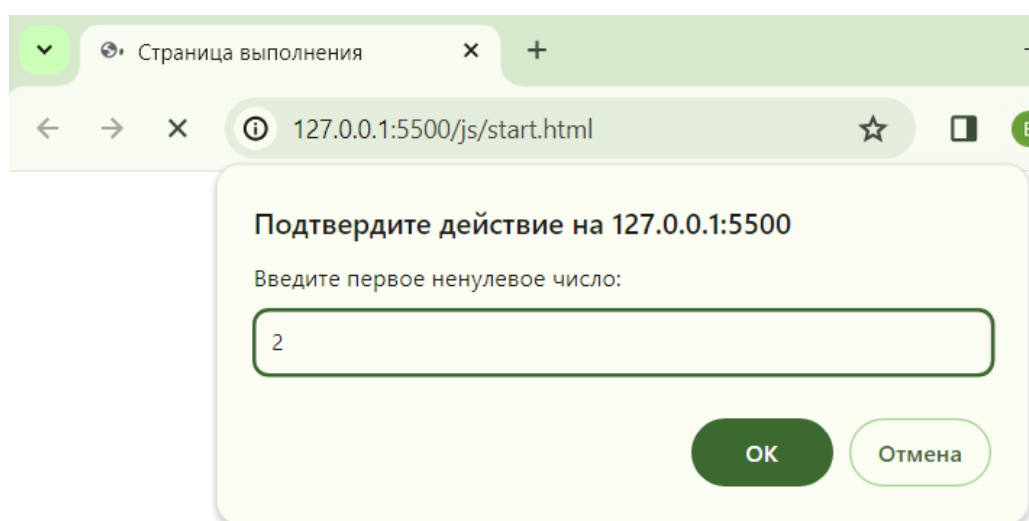 Страница выполнения
127.0.0.1:5500/js/start.html
Подтвердите действие на 127.0.0.1:5500
Введите первое ненулевое число:
2
ОК Отмена